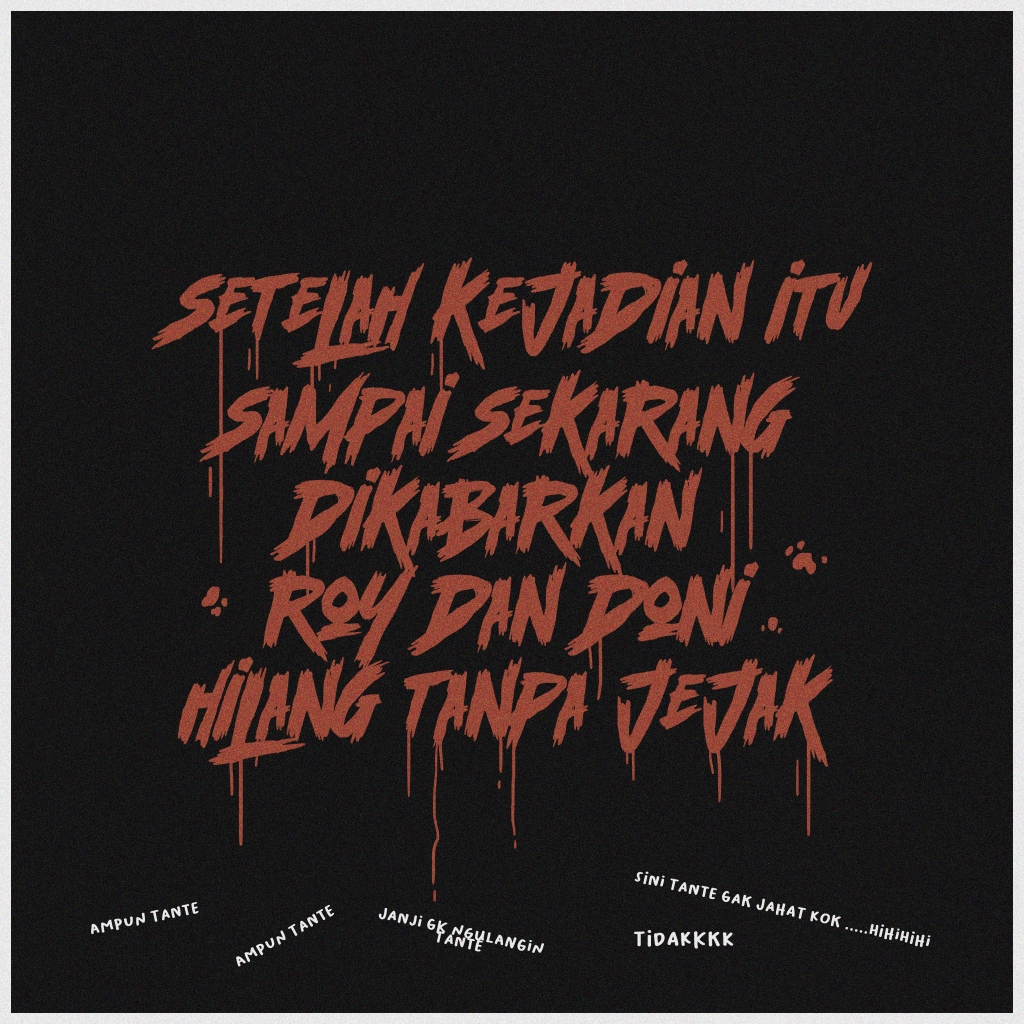 SETELAH KEJADIAN ITU
SAMPAI SEKARANG
DIKABARKAN
ROY DAN DONI
HILANG TANPA JEJAK
AMPUN TANTE
AMPUN TANTE
JANJI GK NGULANGIN
TANTE
SINI TANTE GAK JAHAT KOK .....HIHIHIHI
TIDAKKKK